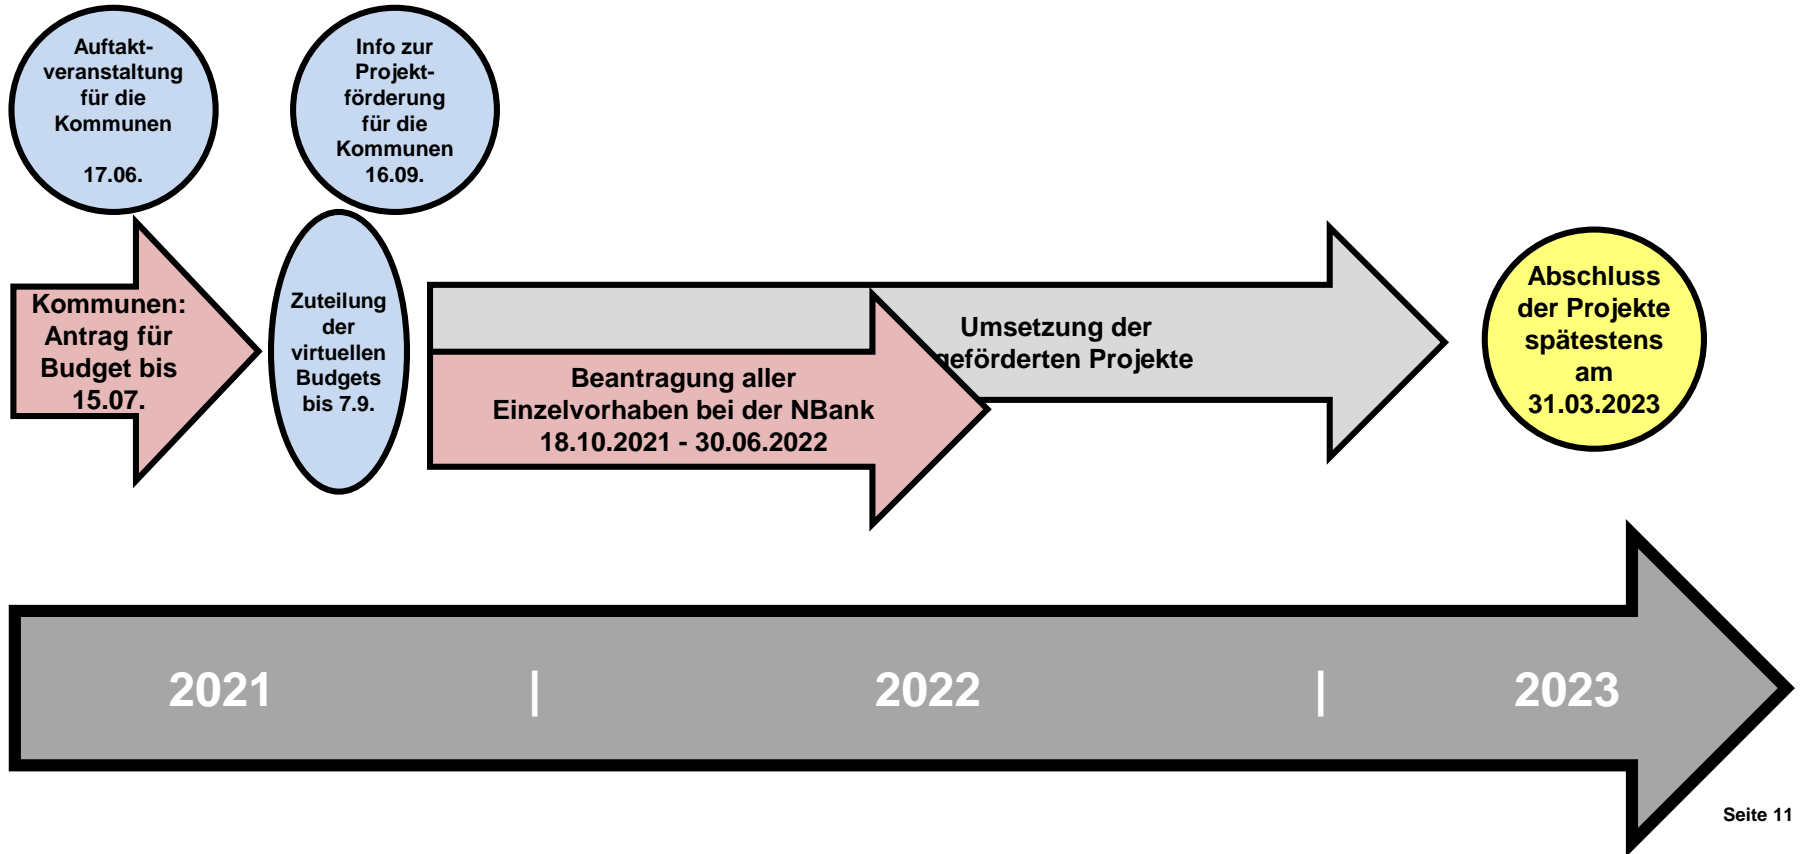 Auftakt-
veranstaltung
für die
Kommunen
17.06.
Info zur
Projekt-
förderung
für die
Kommunen
16.09.
Kommunen:
Antrag für
Budget bis
15.07.
Zuteilung
der
virtuellen
Budgets
bis 7.9.
Umsetzung der
geförderten Projekte
Beantragung aller
Einzelvorhaben bei der NBank
18.10.2021 - 30.06.2022
Abschluss
der Projekte
spätestens
am
31.03.2023
2021 | 2022 | 2023
Seite 11